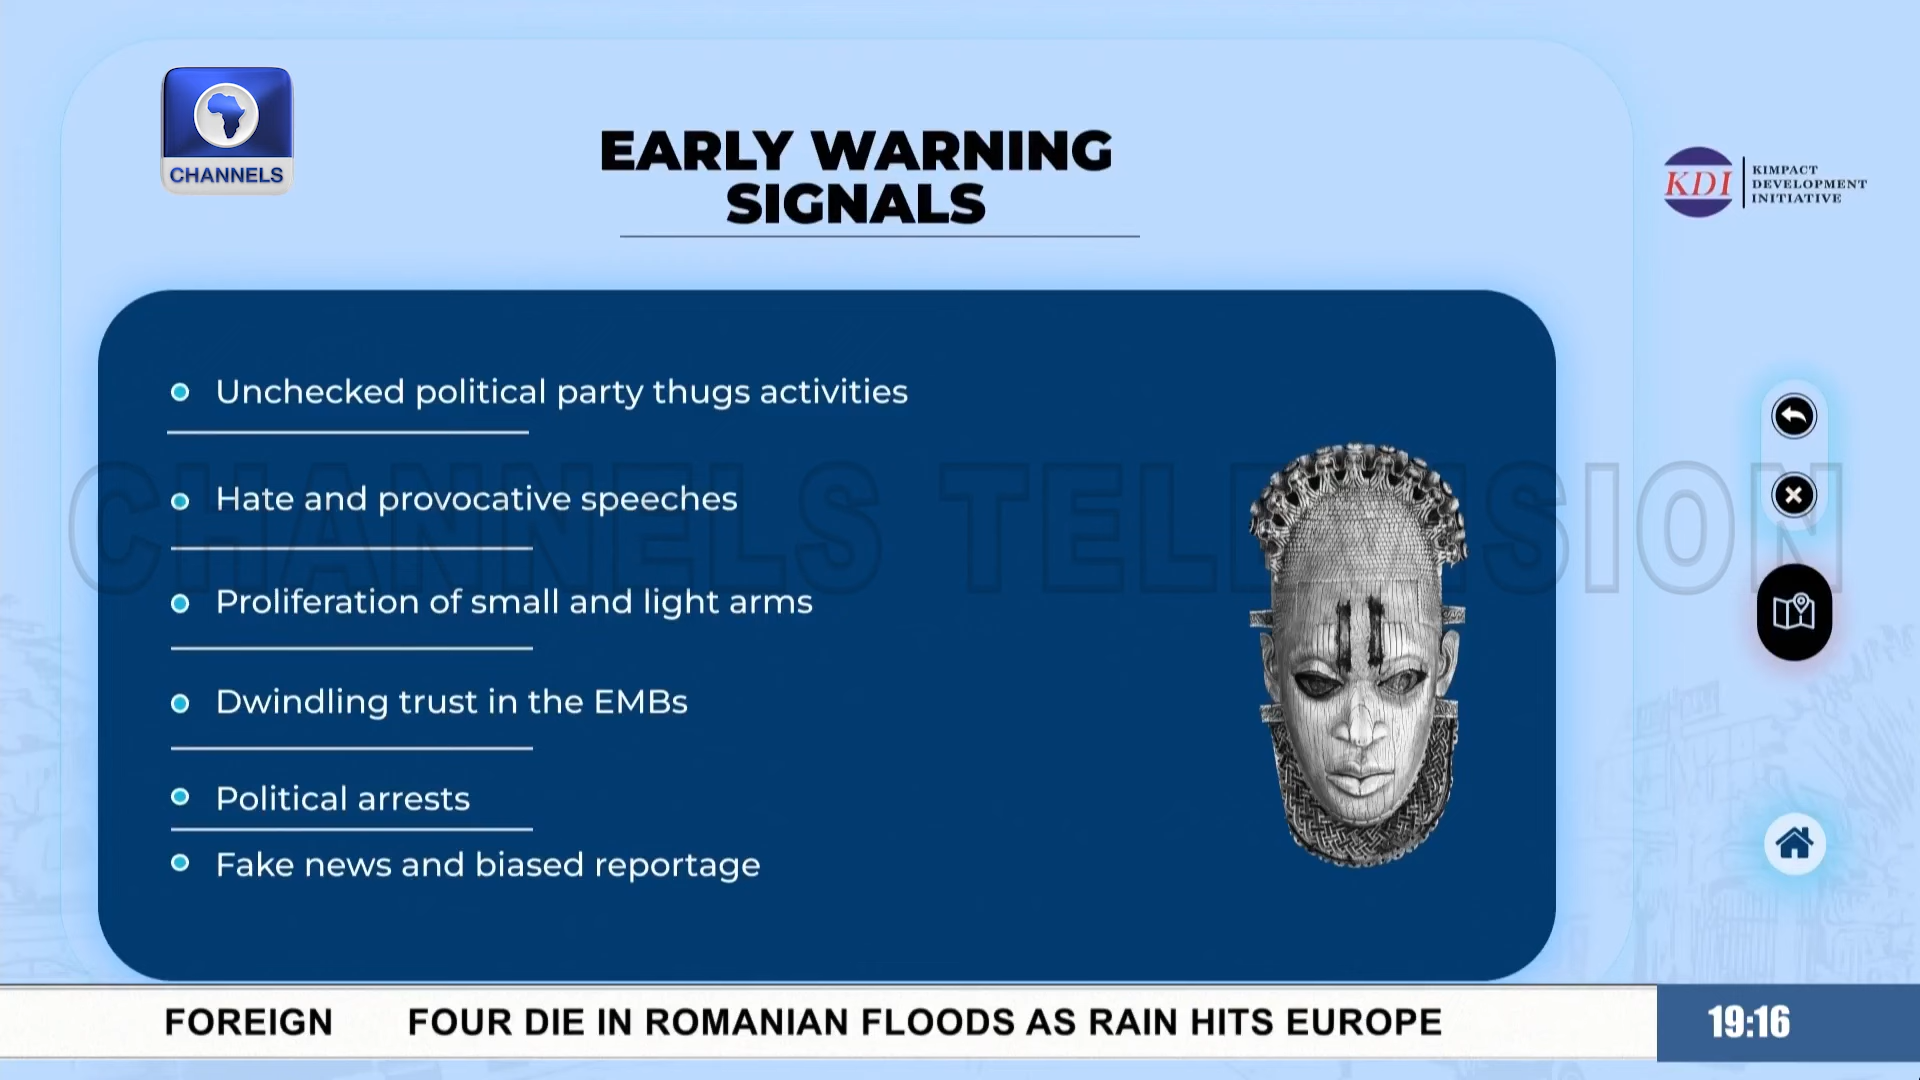 CHANNELS
EARLY WARNING
SIGNALS
KDI
KIMPACT
DEVELOPMENT
INITIATIVE
Unchecked political party thugs activities
Hate and provocative speeches
CHANNELS TELEVISION
Proliferation of small and light arms
Dwindling trust in the EMBs
Political arrests
Fake news and biased reportage
FOREIGN FOUR DIE IN ROMANIAN FLOODS AS RAIN HITS EUROPE
19:16